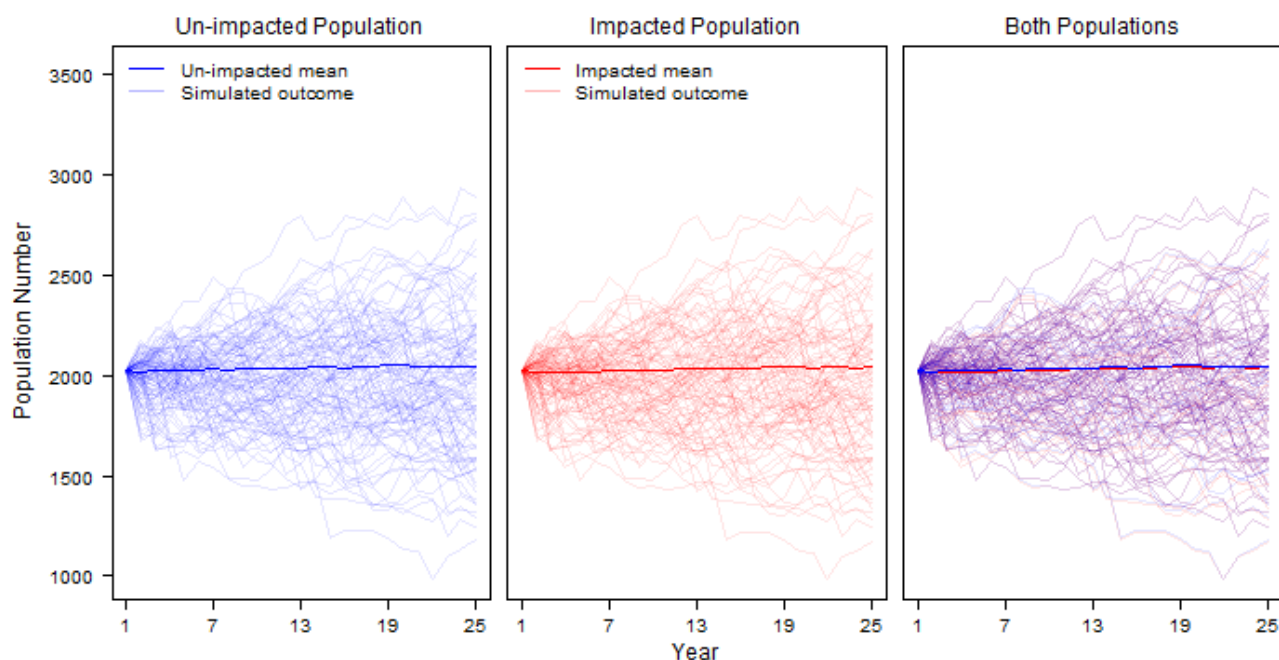 Un-impacted Population
Impacted Population
Both Populations
Un-impacted mean
Simulated outcome
Impacted mean
Simulated outcome
Population Number
3500
3000
2500
2000
1500
1000
1 7 13 19 25
1 7 13 19 25
1 7 13 19 25
Year